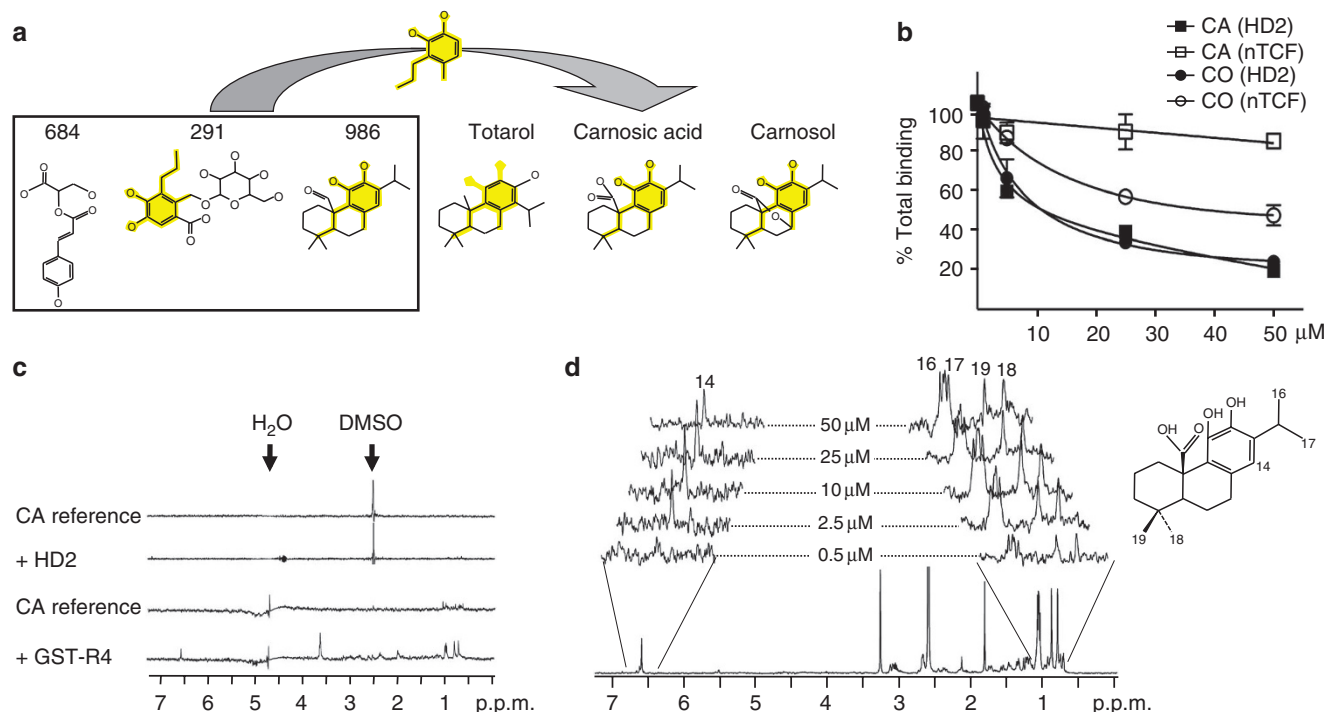 a
684 291 986 Totarol Carnosic acid Carnosol
b
CA (HD2)
CA (nTCF)
CO (HD2)
CO (nTCF)
% Total binding
100
80
60
40
20
10 20 30 40 50 μM
c
H2O DMSO
CA reference
+ HD2
CA reference
+ GST-R4
7 6 5 4 3 2 1 p.p.m.
d
14 16 17 19 18
50 μM
25 μM
10 μM
2.5 μM
0.5 μM
7 6 5 4 3 2 1 p.p.m.
OH
OH
OH O
16
17
14
19 18